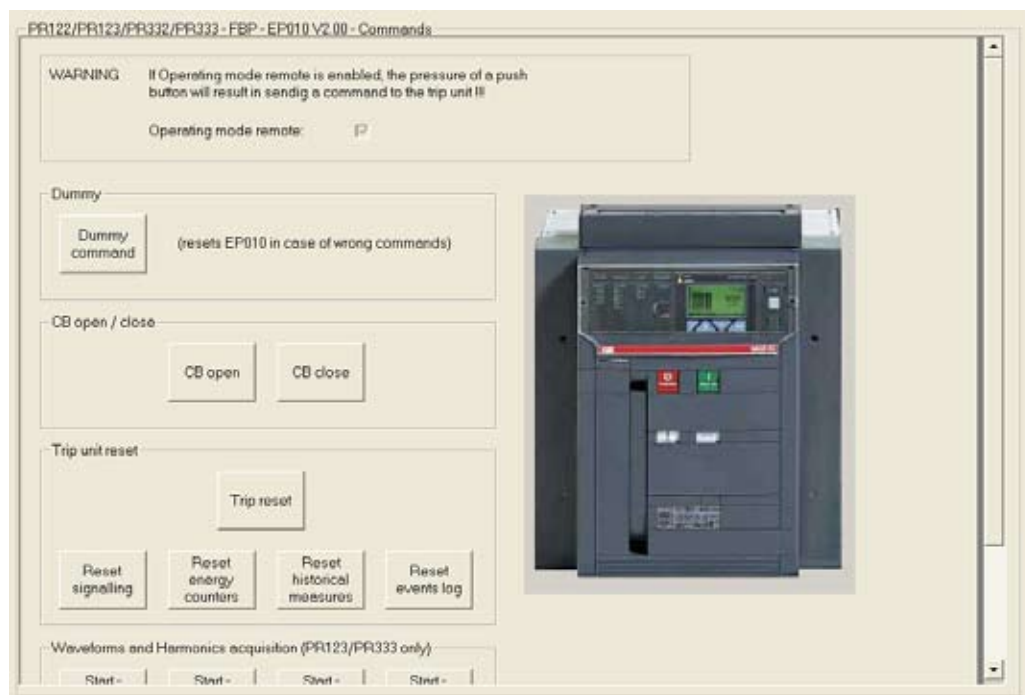 PR122/PR123/PR332/PR333 - FBP - EP010 V2.00 - Commands
WARNING If Operating mode remote is enabled, the pressure of a push
button will result in sendig a command to the trip unit !!!
Operating mode remote:
Dummy
Dummy
command
(resets EP010 in case of wrong commands)
CB open / close
CB open
CB close
Trip unit reset
Trip reset
Reset
signalling
Reset
energy
counters
Reset
historical
measures
Reset
events log
Waveforms and Harmonics acquisition (PR123/PR333 only)
Start -
Start -
Start -
Start -